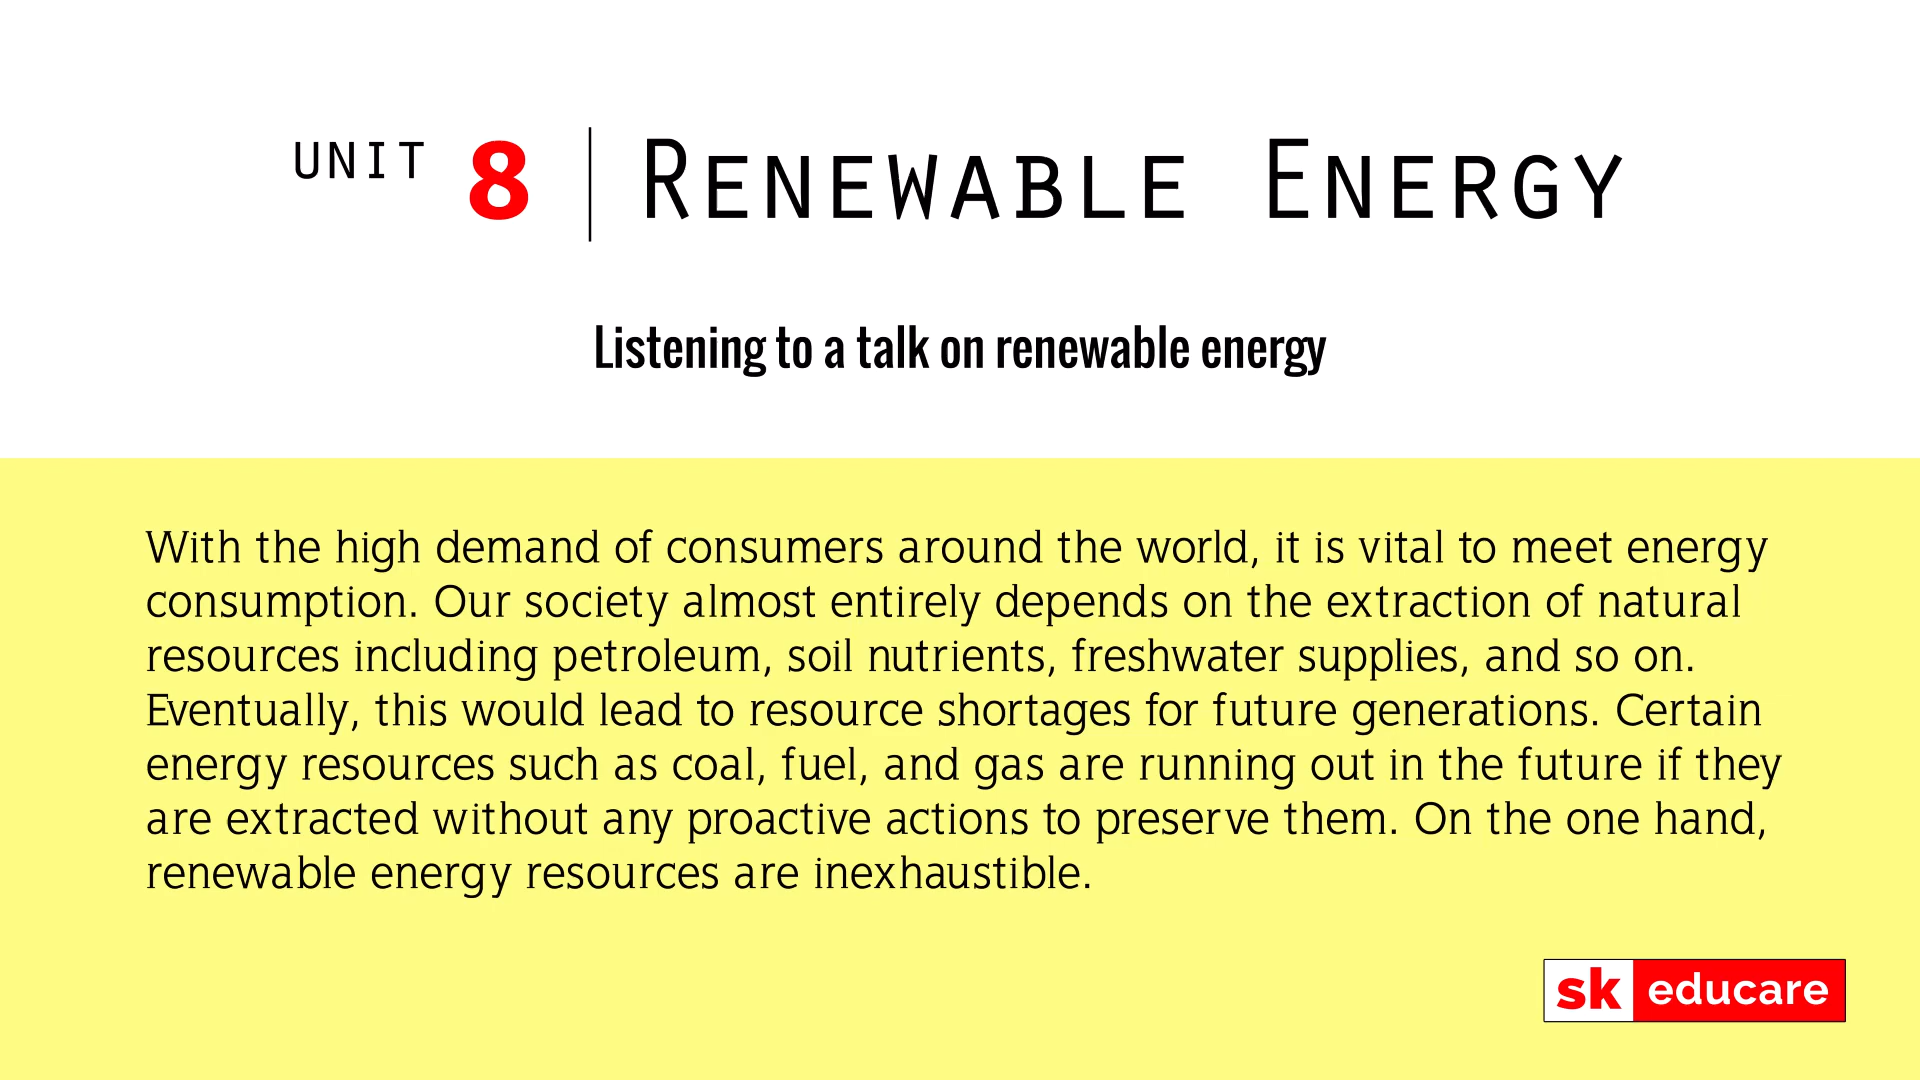 UNIT 8 | RENEWABLE ENERGY
Listening to a talk on renewable energy
With the high demand of consumers around the world, it is vital to meet energy
consumption. Our society almost entirely depends on the extraction of natural
resources including petroleum, soil nutrients, freshwater supplies, and so on.
Eventually, this would lead to resource shortages for future generations. Certain
energy resources such as coal, fuel, and gas are running out in the future if they
are extracted without any proactive actions to preserve them. On the one hand,
renewable energy resources are inexhaustible.
sk educare